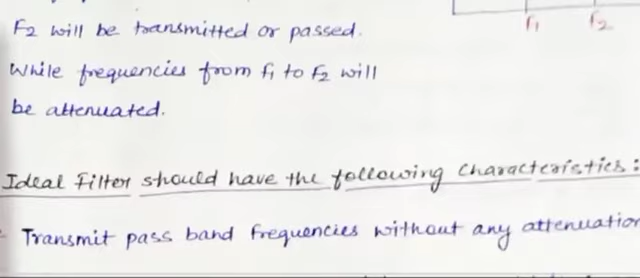 f1 f2
F2 will be transmitted or passed.
While frequencies from f1 to F2 will
be attenuated.
Ideal Filter should have the following characteristics:
- Transmit pass band frequencies without any attenuation